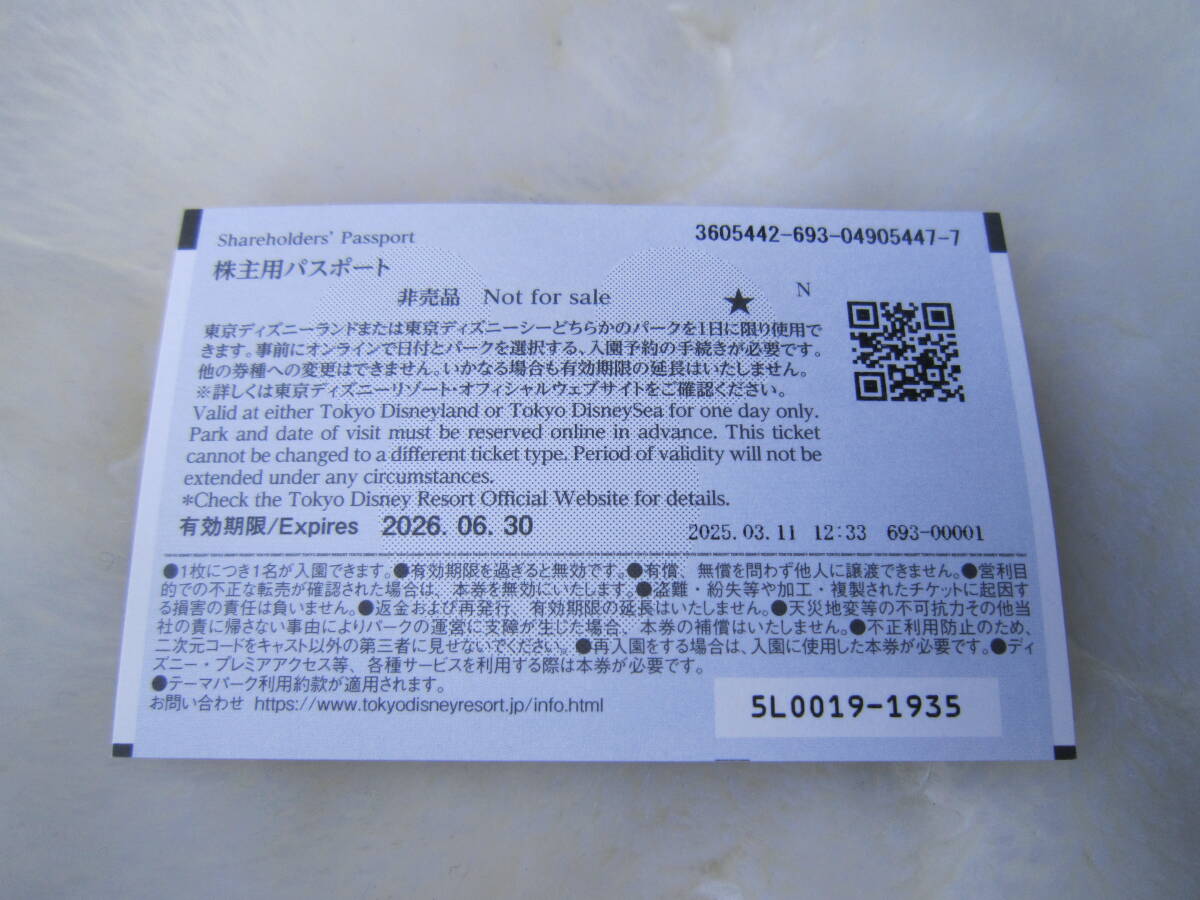 Shareholders' Passport
3605442-693-04905447-7
株主用パスポート
非売品 Not for sale
★ N
東京ディズニーランドまたは東京ディズニーシーどちらかのパークを1日に限り使用で
きます。事前にオンラインで日付とパークを選択する、入園予約の手続きが必要です。
他の券種への変更はできません。いかなる場合も有効期限の延長はいたしません。
※詳しくは東京ディズニーリゾート・オフィシャルウェブサイトをご確認ください。
Valid at either Tokyo Disneyland or Tokyo DisneySea for one day only.
Park and date of visit must be reserved online in advance. This ticket
cannot be changed to a different ticket type. Period of validity will not be
extended under any circumstances.
*Check the Tokyo Disney Resort Official Website for details.
有効期限/Expires 2026.06.30
2025.03.11 12:33 693-00001
●1枚につき1名が入園できます。●有効期限を過ぎると無効です。●有償、無償を問わず他人に譲渡できません。●営利目
的での不正な転売が確認された場合は、本券を無効にいたします。●盗難・紛失等や加工・複製されたチケットに起因す
る損害の責任は負いません。●返金および再発行、有効期限の延長はいたしません。●天災地変等の不可抗力その他当
社の責に帰さない事由によりパークの運営に支障が生じた場合、本券の補償はいたしません。●不正利用防止のため、
二次元コードをキャスト以外の第三者に見せないでください。●再入園をする場合は、入園に使用した本券が必要です。●ディ
ズニー・プレミアアクセス等、各種サービスを利用する際は本券が必要です。
●テーマパーク利用約款が適用されます。
お問い合わせ https://www.tokyodisneyresort.jp/info.html
5L0019-1935